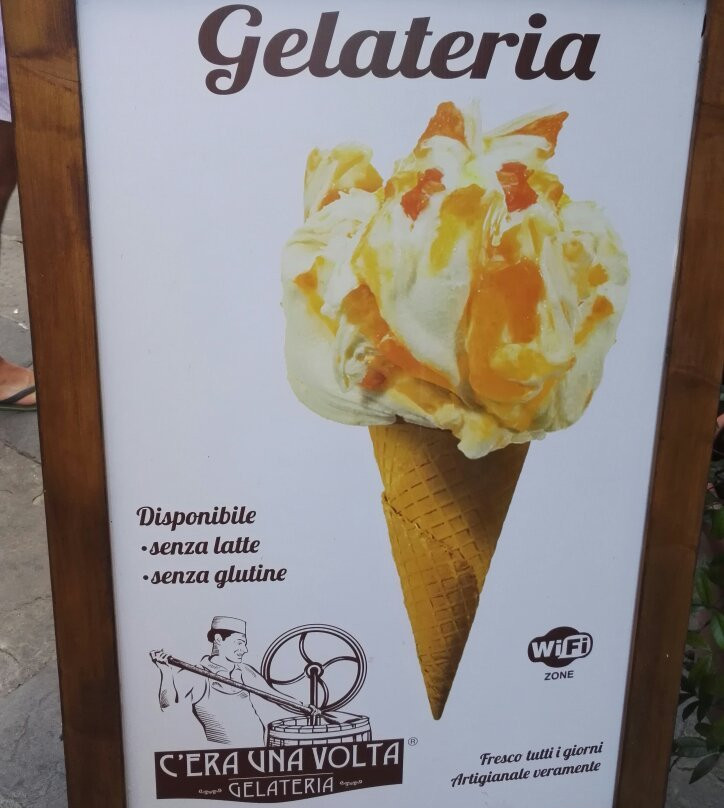 Gelateria
Disponibile
•senza latte
•senza glutine
WiFi
ZONE
C'ERA UNA VOLTA®
GELATERIA
Fresco tutti i giorni
Artigianale veramente